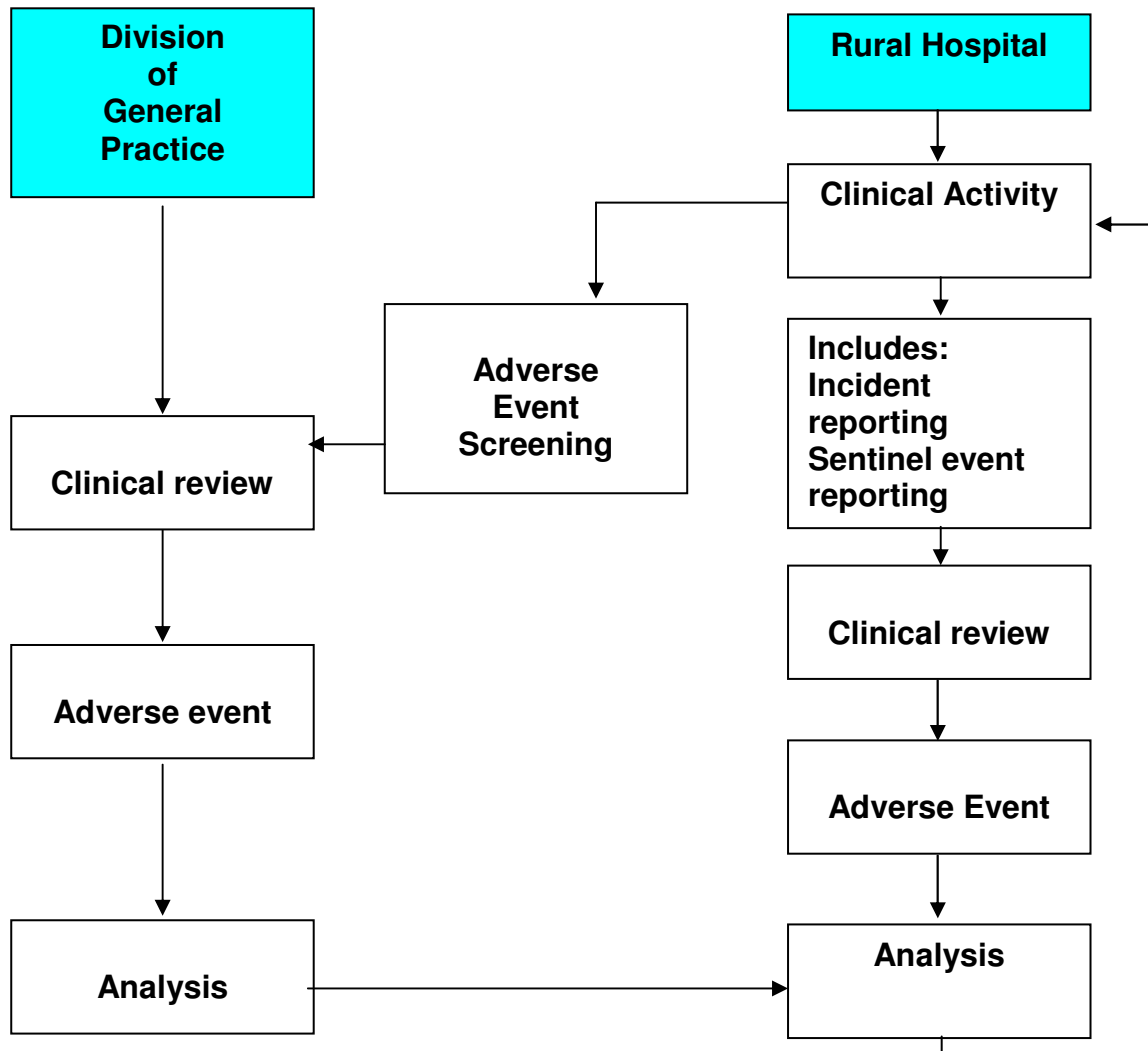 Division
of
General
Practice
Rural Hospital
Clinical Activity
Adverse
Event
Screening
Includes:
Incident
reporting
Sentinel event
reporting
Clinical review
Clinical review
Adverse event
Adverse Event
Analysis
Analysis